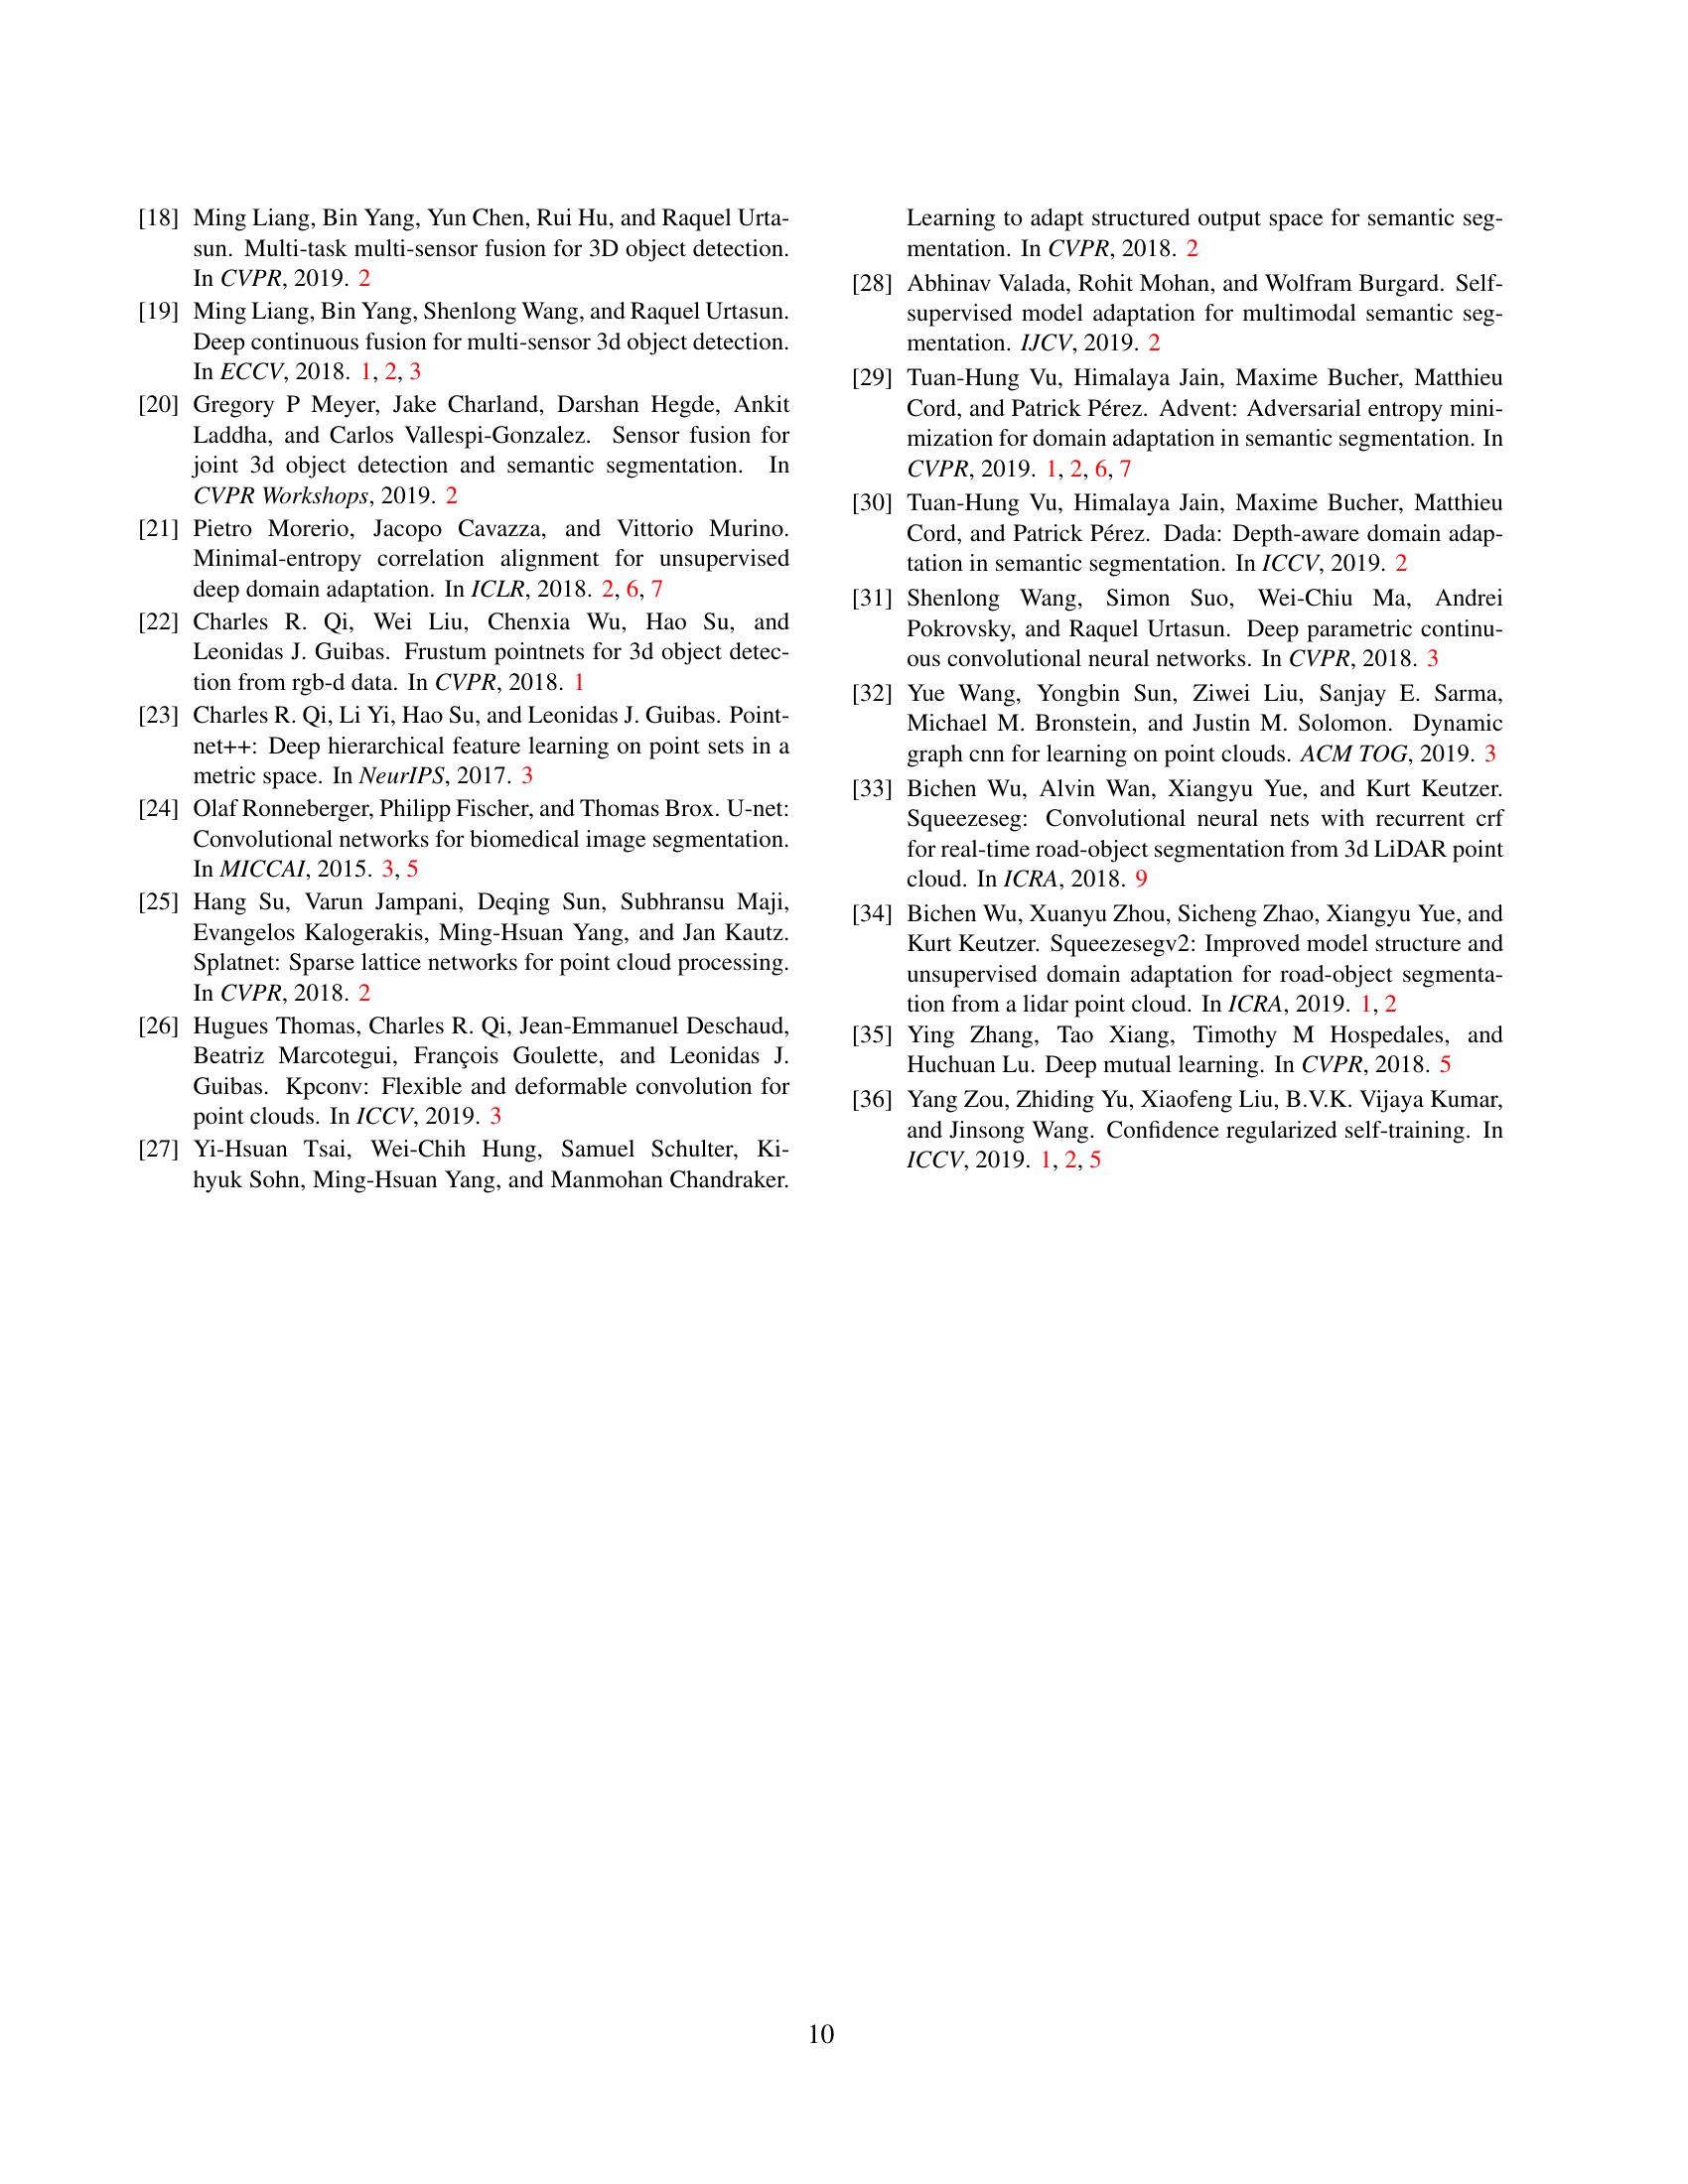 [18] Ming Liang, Bin Yang, Yun Chen, Rui Hu, and Raquel Urta-
sun. Multi-task multi-sensor fusion for 3D object detection.
In CVPR, 2019. 2
[19] Ming Liang, Bin Yang, Shenlong Wang, and Raquel Urtasun.
Deep continuous fusion for multi-sensor 3d object detection.
In ECCV, 2018. 1, 2, 3
[20] Gregory P Meyer, Jake Charland, Darshan Hegde, Ankit
Laddha, and Carlos Vallespi-Gonzalez. Sensor fusion for
joint 3d object detection and semantic segmentation. In
CVPR Workshops, 2019. 2
[21] Pietro Morerio, Jacopo Cavazza, and Vittorio Murino.
Minimal-entropy correlation alignment for unsupervised
deep domain adaptation. In ICLR, 2018. 2, 6, 7
[22] Charles R. Qi, Wei Liu, Chenxia Wu, Hao Su, and
Leonidas J. Guibas. Frustum pointnets for 3d object detec-
tion from rgb-d data. In CVPR, 2018. 1
[23] Charles R. Qi, Li Yi, Hao Su, and Leonidas J. Guibas. Point-
net++: Deep hierarchical feature learning on point sets in a
metric space. In NeurIPS, 2017. 3
[24] Olaf Ronneberger, Philipp Fischer, and Thomas Brox. U-net:
Convolutional networks for biomedical image segmentation.
In MICCAI, 2015. 3, 5
[25] Hang Su, Varun Jampani, Deqing Sun, Subhransu Maji,
Evangelos Kalogerakis, Ming-Hsuan Yang, and Jan Kautz.
Splatnet: Sparse lattice networks for point cloud processing.
In CVPR, 2018. 2
[26] Hugues Thomas, Charles R. Qi, Jean-Emmanuel Deschaud,
Beatriz Marcotegui, François Goulette, and Leonidas J.
Guibas. Kpconv: Flexible and deformable convolution for
point clouds. In ICCV, 2019. 3
[27] Yi-Hsuan Tsai, Wei-Chih Hung, Samuel Schulter, Ki-
hyuk Sohn, Ming-Hsuan Yang, and Manmohan Chandraker.
Learning to adapt structured output space for semantic seg-
mentation. In CVPR, 2018. 2
[28] Abhinav Valada, Rohit Mohan, and Wolfram Burgard. Self-
supervised model adaptation for multimodal semantic seg-
mentation. IJCV, 2019. 2
[29] Tuan-Hung Vu, Himalaya Jain, Maxime Bucher, Matthieu
Cord, and Patrick Pérez. Advent: Adversarial entropy mini-
mization for domain adaptation in semantic segmentation. In
CVPR, 2019. 1, 2, 6, 7
[30] Tuan-Hung Vu, Himalaya Jain, Maxime Bucher, Matthieu
Cord, and Patrick Pérez. Dada: Depth-aware domain adap-
tation in semantic segmentation. In ICCV, 2019. 2
[31] Shenlong Wang, Simon Suo, Wei-Chiu Ma, Andrei
Pokrovsky, and Raquel Urtasun. Deep parametric continu-
ous convolutional neural networks. In CVPR, 2018. 3
[32] Yue Wang, Yongbin Sun, Ziwei Liu, Sanjay E. Sarma,
Michael M. Bronstein, and Justin M. Solomon. Dynamic
graph cnn for learning on point clouds. ACM TOG, 2019. 3
[33] Bichen Wu, Alvin Wan, Xiangyu Yue, and Kurt Keutzer.
Squeezeseg: Convolutional neural nets with recurrent crf
for real-time road-object segmentation from 3d LiDAR point
cloud. In ICRA, 2018. 9
[34] Bichen Wu, Xuanyu Zhou, Sicheng Zhao, Xiangyu Yue, and
Kurt Keutzer. Squeezesegv2: Improved model structure and
unsupervised domain adaptation for road-object segmenta-
tion from a lidar point cloud. In ICRA, 2019. 1, 2
[35] Ying Zhang, Tao Xiang, Timothy M Hospedales, and
Huchuan Lu. Deep mutual learning. In CVPR, 2018. 5
[36] Yang Zou, Zhiding Yu, Xiaofeng Liu, B.V.K. Vijaya Kumar,
and Jinsong Wang. Confidence regularized self-training. In
ICCV, 2019. 1, 2, 5
10